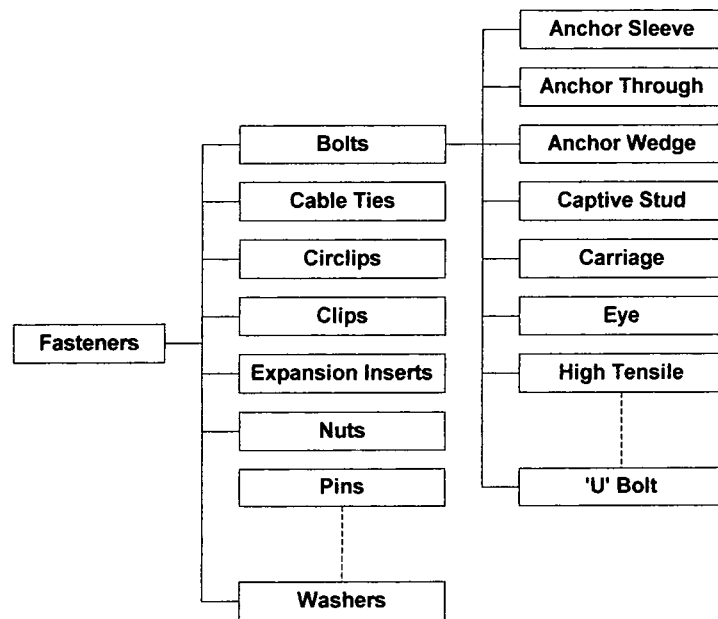 Fasteners
Bolts
Cable Ties
Circlips
Clips
Expansion Inserts
Nuts
Pins
Washers
Anchor Sleeve
Anchor Through
Anchor Wedge
Captive Stud
Carriage
Eye
High Tensile
'U' Bolt